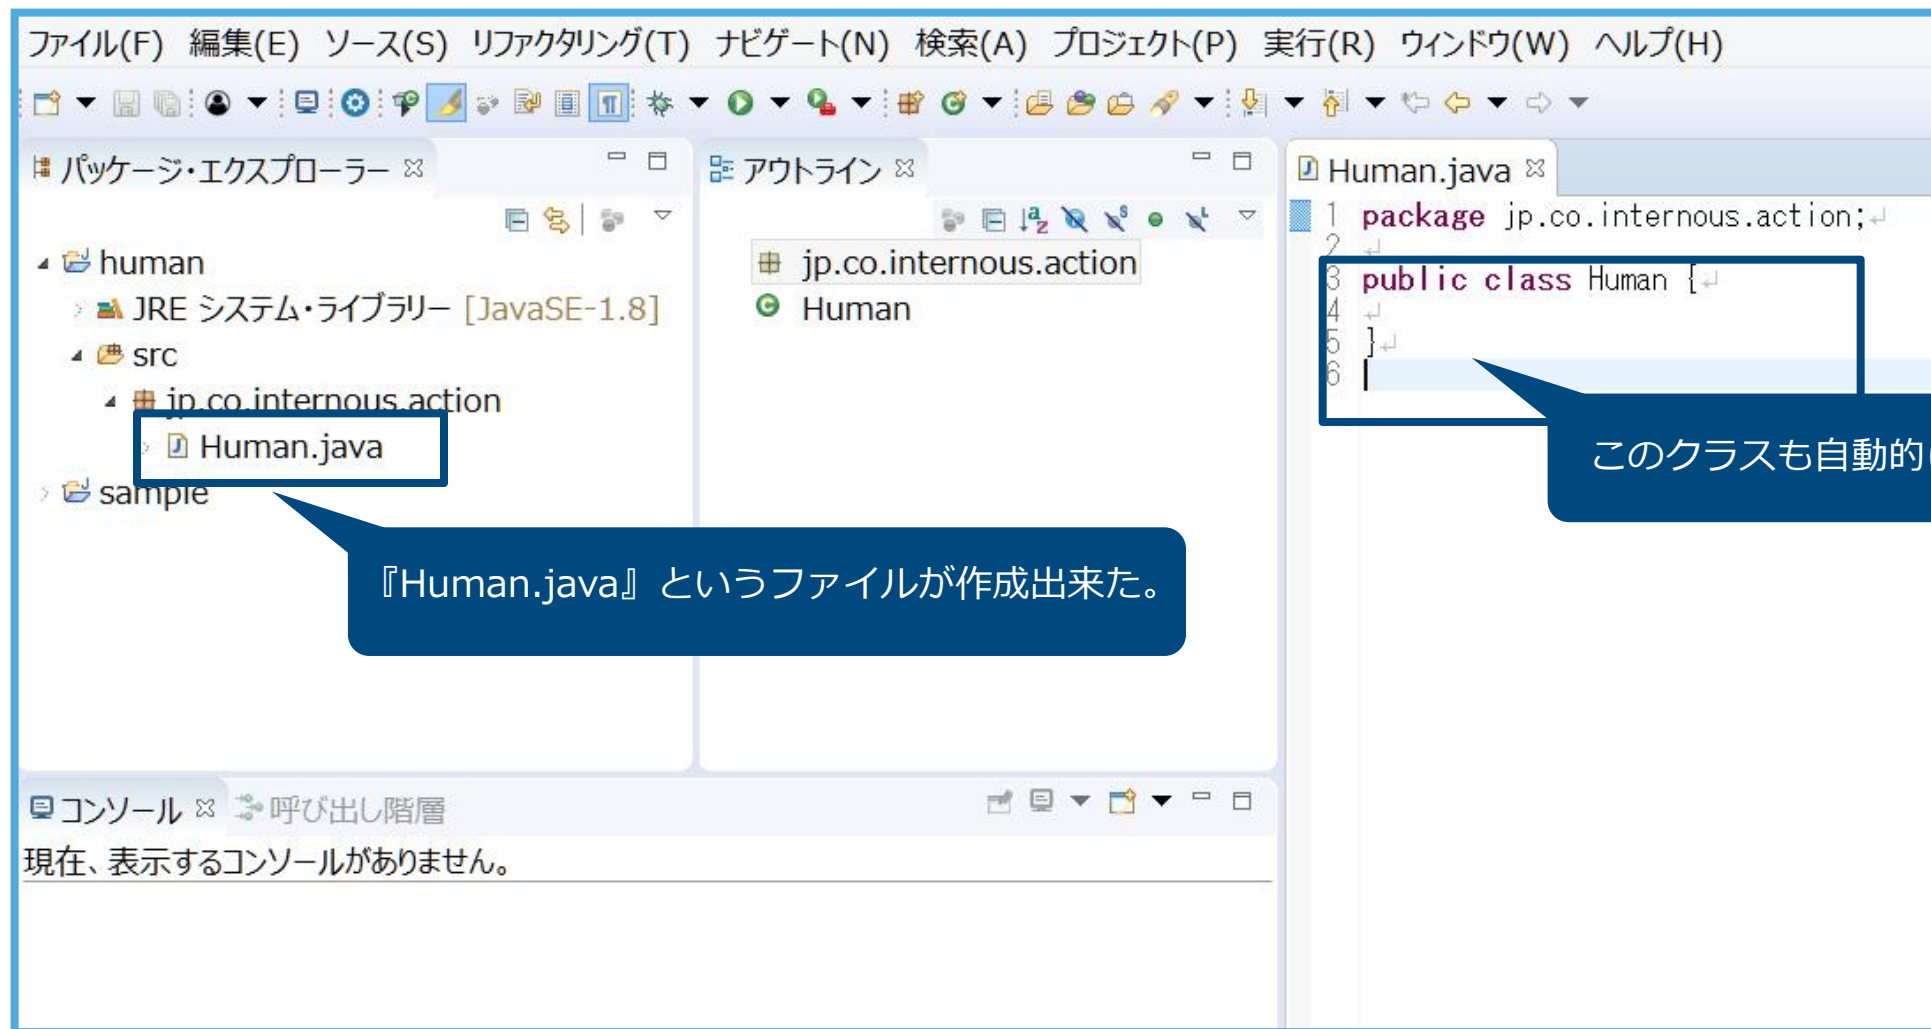 ファイル(F) 編集(E) ソース(S) リファクタリング(T) ナビゲート(N) 検索(A) プロジェクト(P) 実行(R) ウィンドウ(W) ヘルプ(H)
パッケージ・エクスプローラー
human
JRE システム・ライブラリー [JavaSE-1.8]
src
jp.co.internous.action
Human.java
sample
『Human.java』というファイルが作成出来た。
アウトライン
jp.co.internous.action
Human
Human.java
1 package jp.co.internous.action;
2
3 public class Human {
4
5 }
6
このクラスも自動的
コンソール 呼び出し階層
現在、表示するコンソールがありません。